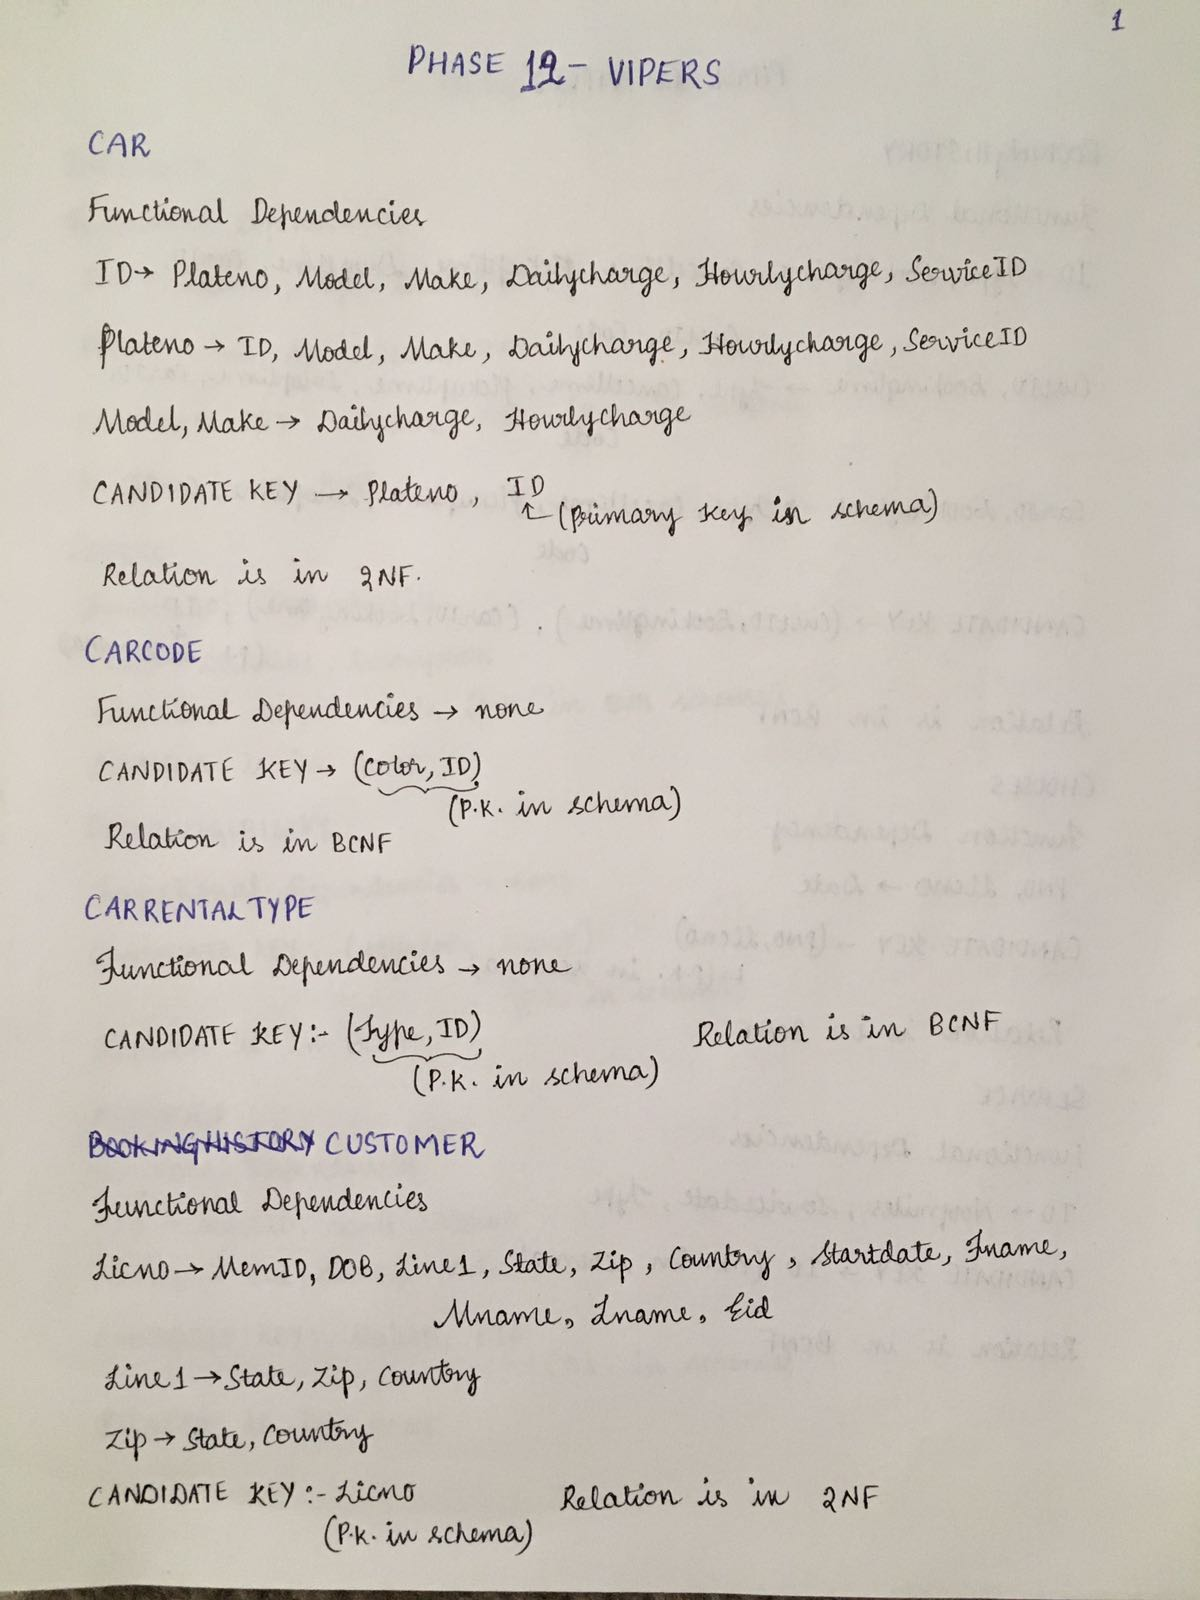 1
PHASE 12 - VIPERS
CAR
Functional Dependencies
ID → Plateno, Model, Make, Dailycharge, Hourlycharge, ServiceID
Plateno → ID, Model, Make, Dailycharge, Hourlycharge, ServiceID
Model, Make → Dailycharge, Hourlycharge
CANDIDATE KEY → Plateno, ID
(Primary Key in schema)
Relation is in 2NF.
CARCODE
Functional Dependencies → none
CANDIDATE KEY → (Color, ID)
(P.K. in schema)
Relation is in BCNF
CARRENTALTYPE
Functional Dependencies → none
CANDIDATE KEY :- (Type, ID) Relation is in BCNF
(P.K. in schema)
BOOKINGHISTORY CUSTOMER
Functional Dependencies
Licno → MemID, DOB, Line1, State, Zip, Country, Startdate, Fname,
Mname, Lname, Eid
Line1 → State, Zip, Country
Zip → State, Country
CANDIDATE KEY :- Licno Relation is in 2NF
(P.K. in schema)